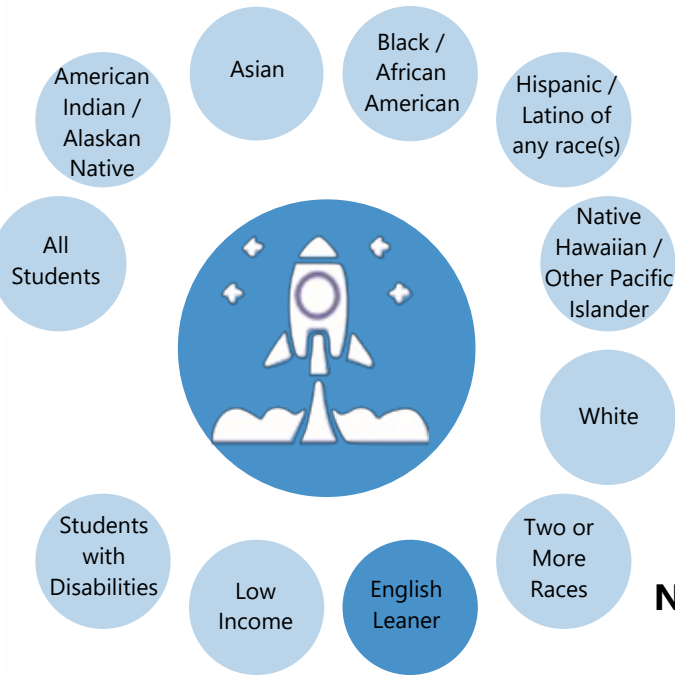 All
Students
American
Indian /
Alaskan
Native
Asian
Black /
African
American
Hispanic /
Latino of
any race(s)
Native
Hawaiian /
Other Pacific
Islander
White
Two or
More
Races
English
Leaner
Low
Income
Students
with
Disabilities
N